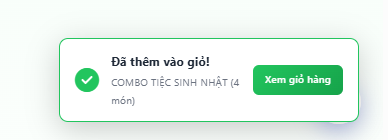 Đã thêm vào giỏ!
COMBO TIỆC SINH NHẬT (4
món)
Xem giỏ hàng